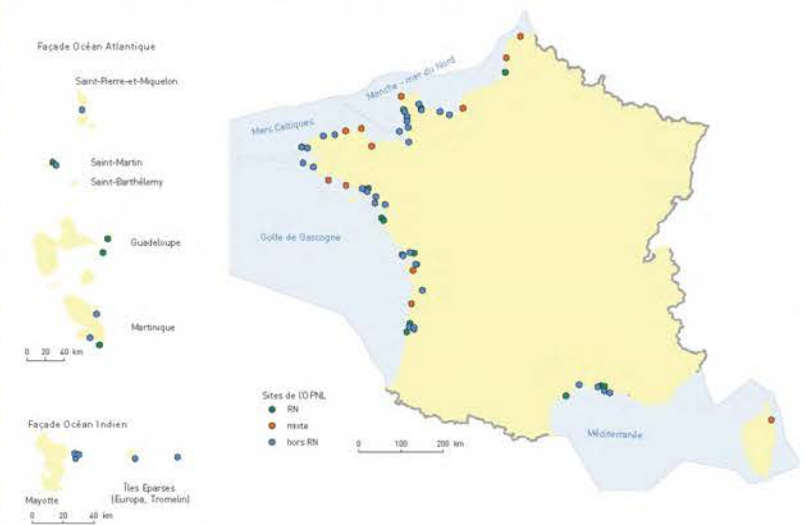 Façade Océan Atlantique
Saint-Pierre-et-Miquelon
Saint-Martin
Saint-Barthélemy
Guadeloupe
Martinique
0 20 40 km
Façade Océan Indien
Mayotte
Îles Eparses
(Europa, Tromelin)
0 20 40 km
Manche - mer du Nord
Mers Celtiques
Golfe de Gascogne
Méditerranée
Sites de l'OPNL
RN
mixte
hors RN
0 100 200 km